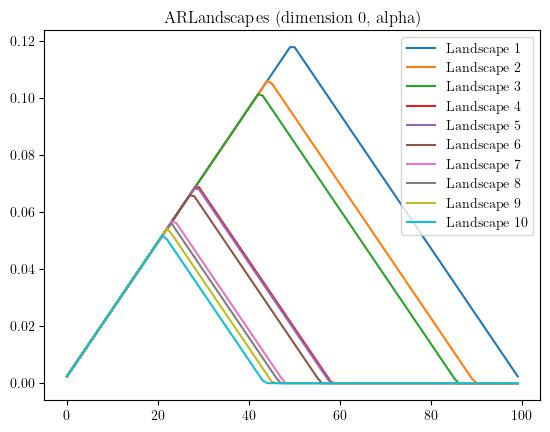 ARLandscapes (dimension 0, alpha)
0.12
0.10
0.08
0.06
0.04
0.02
0.00
0
20
40
60
80
100
Landscape 1
Landscape 2
Landscape 3
Landscape 4
Landscape 5
Landscape 6
Landscape 7
Landscape 8
Landscape 9
Landscape 10